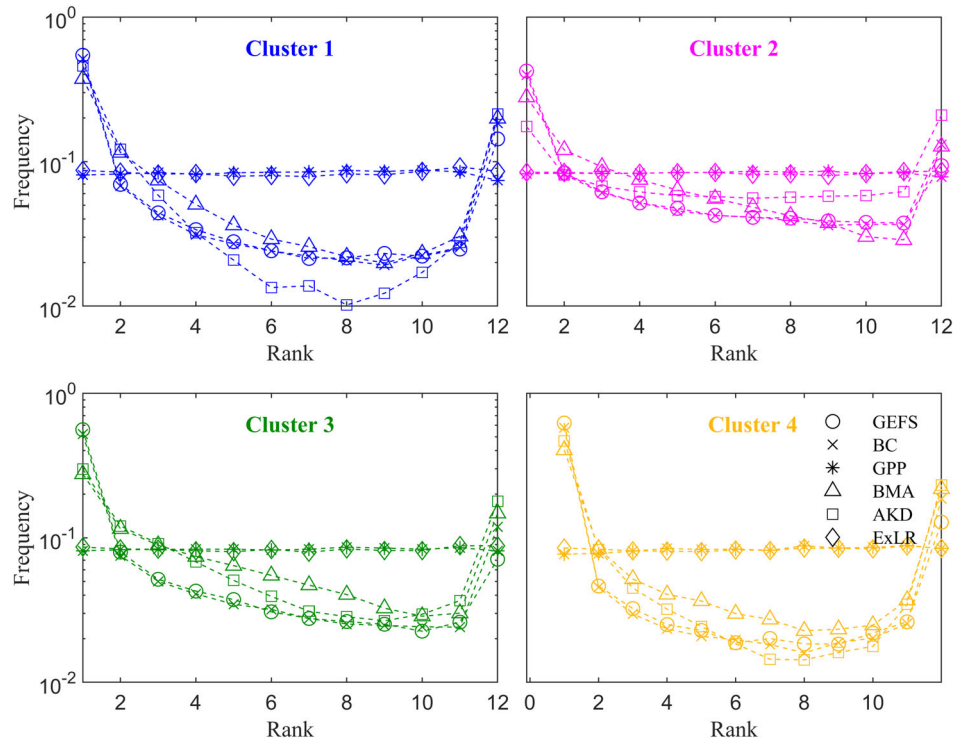 Cluster 1
Frequency
10^0
10^-1
10^-2
2 4 6 8 10 12
Rank
Cluster 2
2 4 6 8 10 12
Rank
Cluster 3
Frequency
10^0
10^-1
10^-2
2 4 6 8 10 12
Rank
Cluster 4
GEFS
BC
GPP
BMA
AKD
ExLR
0 2 4 6 8 10 12
Rank